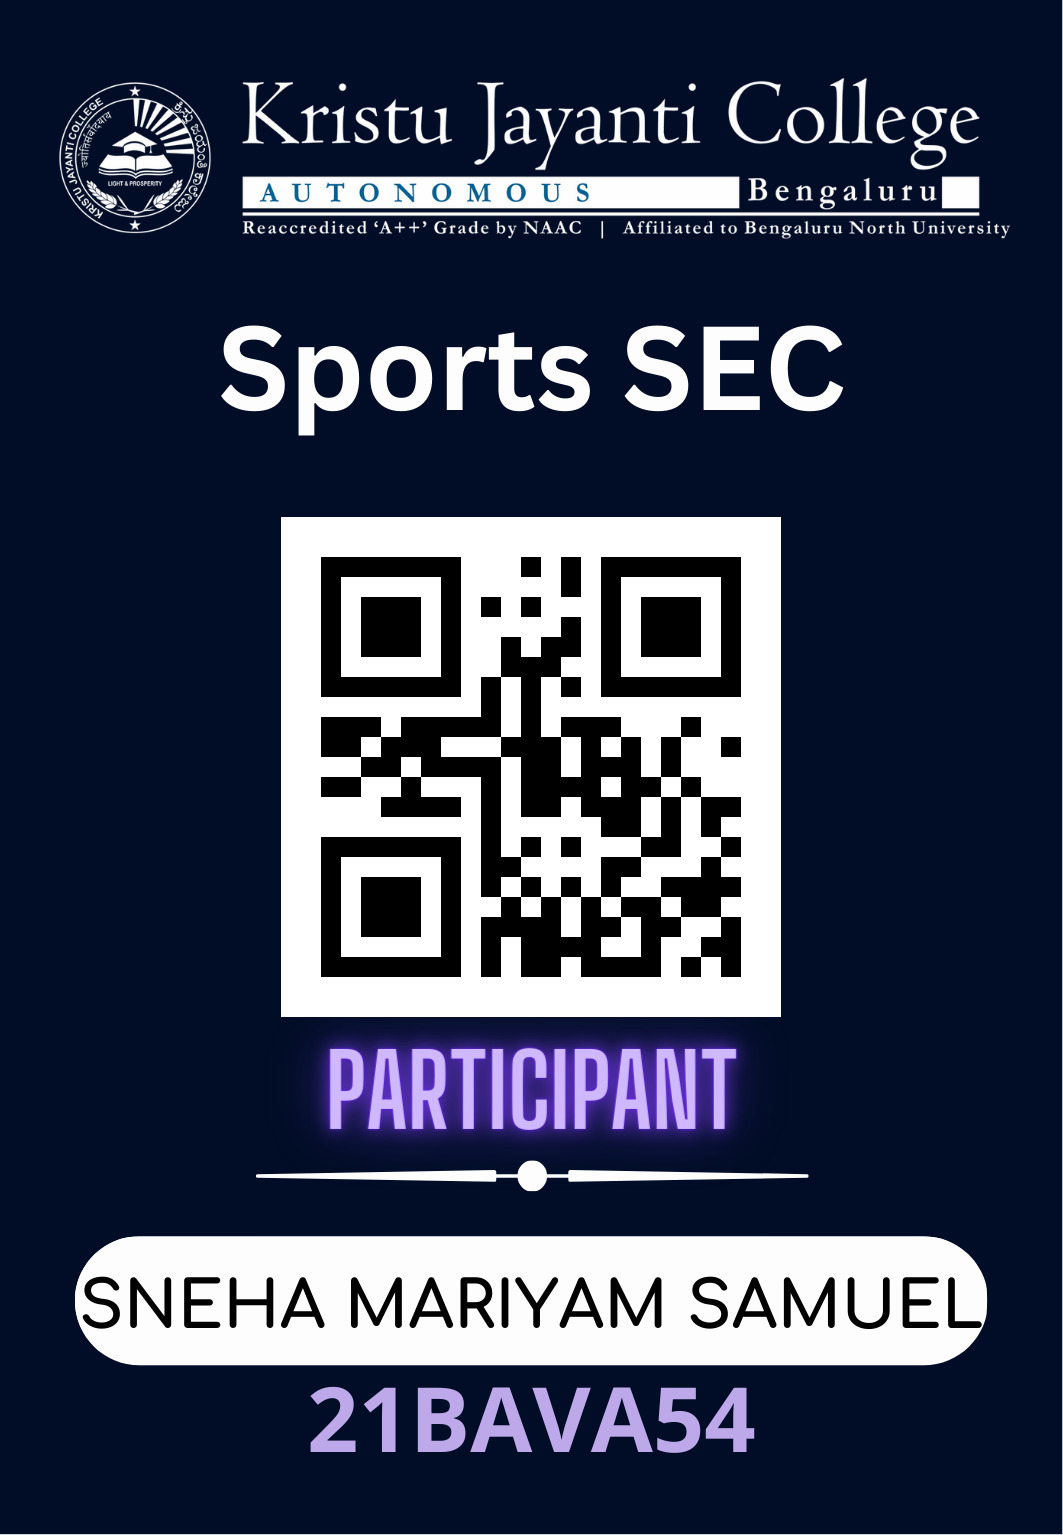 Kristu Jayanti College
AUTONOMOUS Bengaluru
Reaccredited ‘A++’ Grade by NAAC | Affiliated to Bengaluru North University
KRISTU JAYANTI COLLEGE
LIGHT & PROSPERITY
Sports SEC
PARTICIPANT
SNEHA MARIYAM SAMUEL
21BAVA54